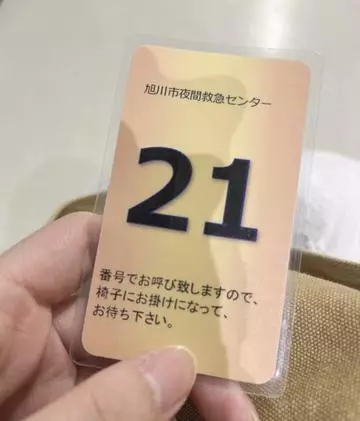 旭川市夜間救急センター
21
番号でお呼び致しますので、
椅子にお掛けになって、
お待ち下さい。